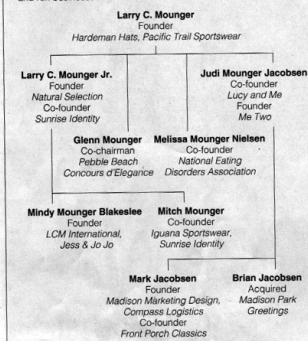 Larry C. Mounger
Founder
Hardeman Hats, Pacific Trail Sportswear
Larry C. Mounger Jr.
Founder
Natural Selection
Co-founder
Sunrise Identity
Judi Mounger Jacobsen
Co-founder
Lucy and Me
Founder
Me Two
Glenn Mounger
Co-chairman
Pebble Beach
Concours d'Elegance
Melissa Mounger Nielsen
Co-founder
National Eating
Disorders Association
Mindy Mounger Blakeslee
Founder
LCM International,
Jess & Jo Jo
Mitch Mounger
Co-founder
Iguana Sportswear,
Sunrise Identity
Mark Jacobsen
Founder
Madison Marketing Design,
Compass Logistics
Co-founder
Front Porch Classics
Brian Jacobsen
Acquired
Madison Park
Greetings